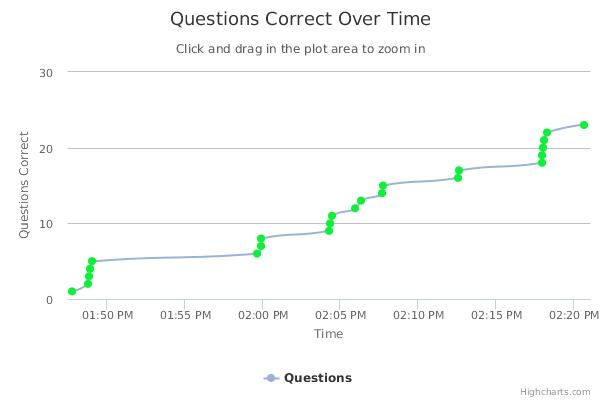 Questions Correct Over Time
Click and drag in the plot area to zoom in
Questions Correct
30
20
10
0
01:50 PM 01:55 PM 02:00 PM 02:05 PM 02:10 PM 02:15 PM 02:20 PM
Time
Questions
Highcharts.com